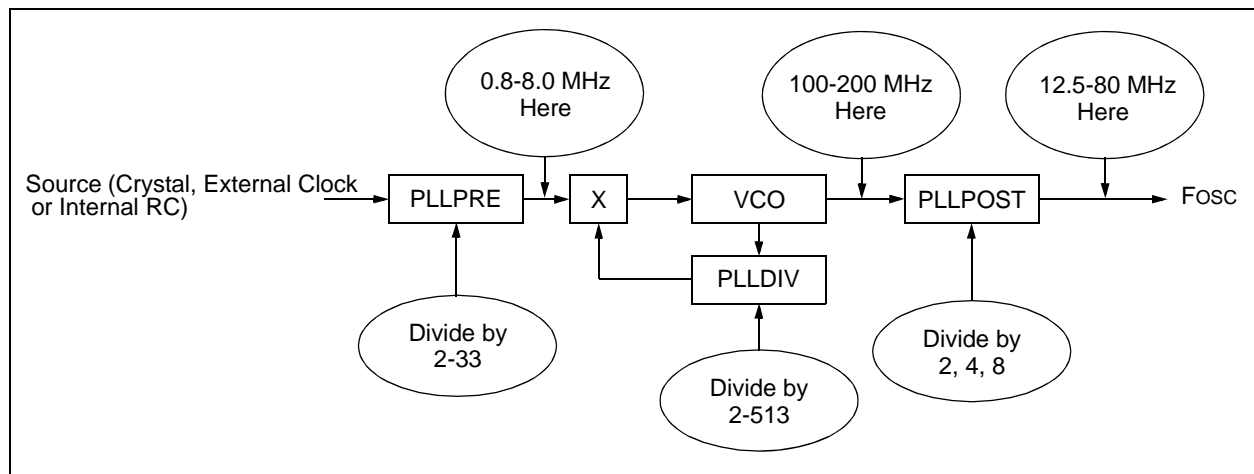 0.8-8.0 MHz
Here
100-200 MHz
Here
12.5-80 MHz
Here
Source (Crystal, External Clock
or Internal RC)
PLLPRE
X
VCO
PLLPOST
FOSC
PLLDIV
Divide by
2-33
Divide by
2-513
Divide by
2, 4, 8